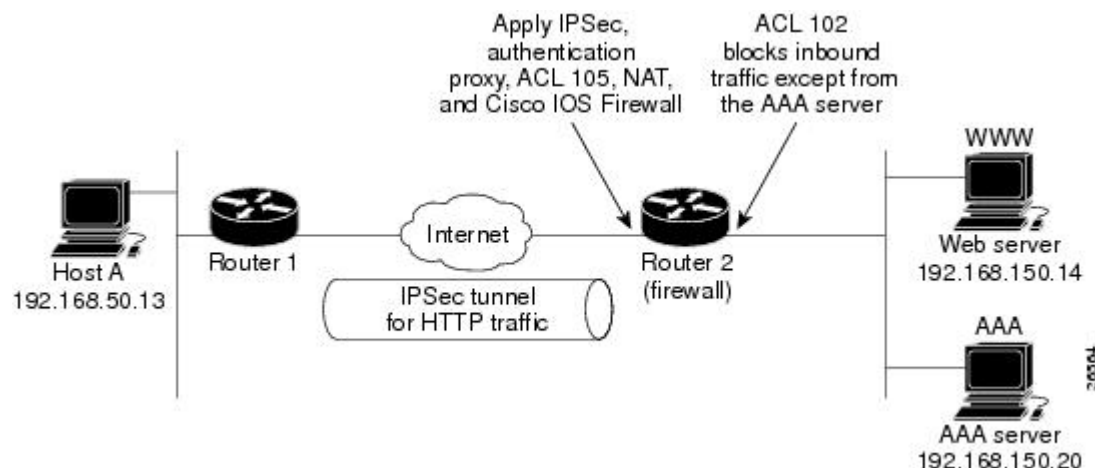 Apply IPSec,
authentication
proxy, ACL 105, NAT,
and Cisco IOS Firewall
ACL 102
blocks inbound
traffic except from
the AAA server
WWW
Internet
Host A
192.168.50.13
Router 1
Router 2
(firewall)
Web server
192.168.150.14
IPSec tunnel
for HTTP traffic
AAA
AAA server
192.168.150.20